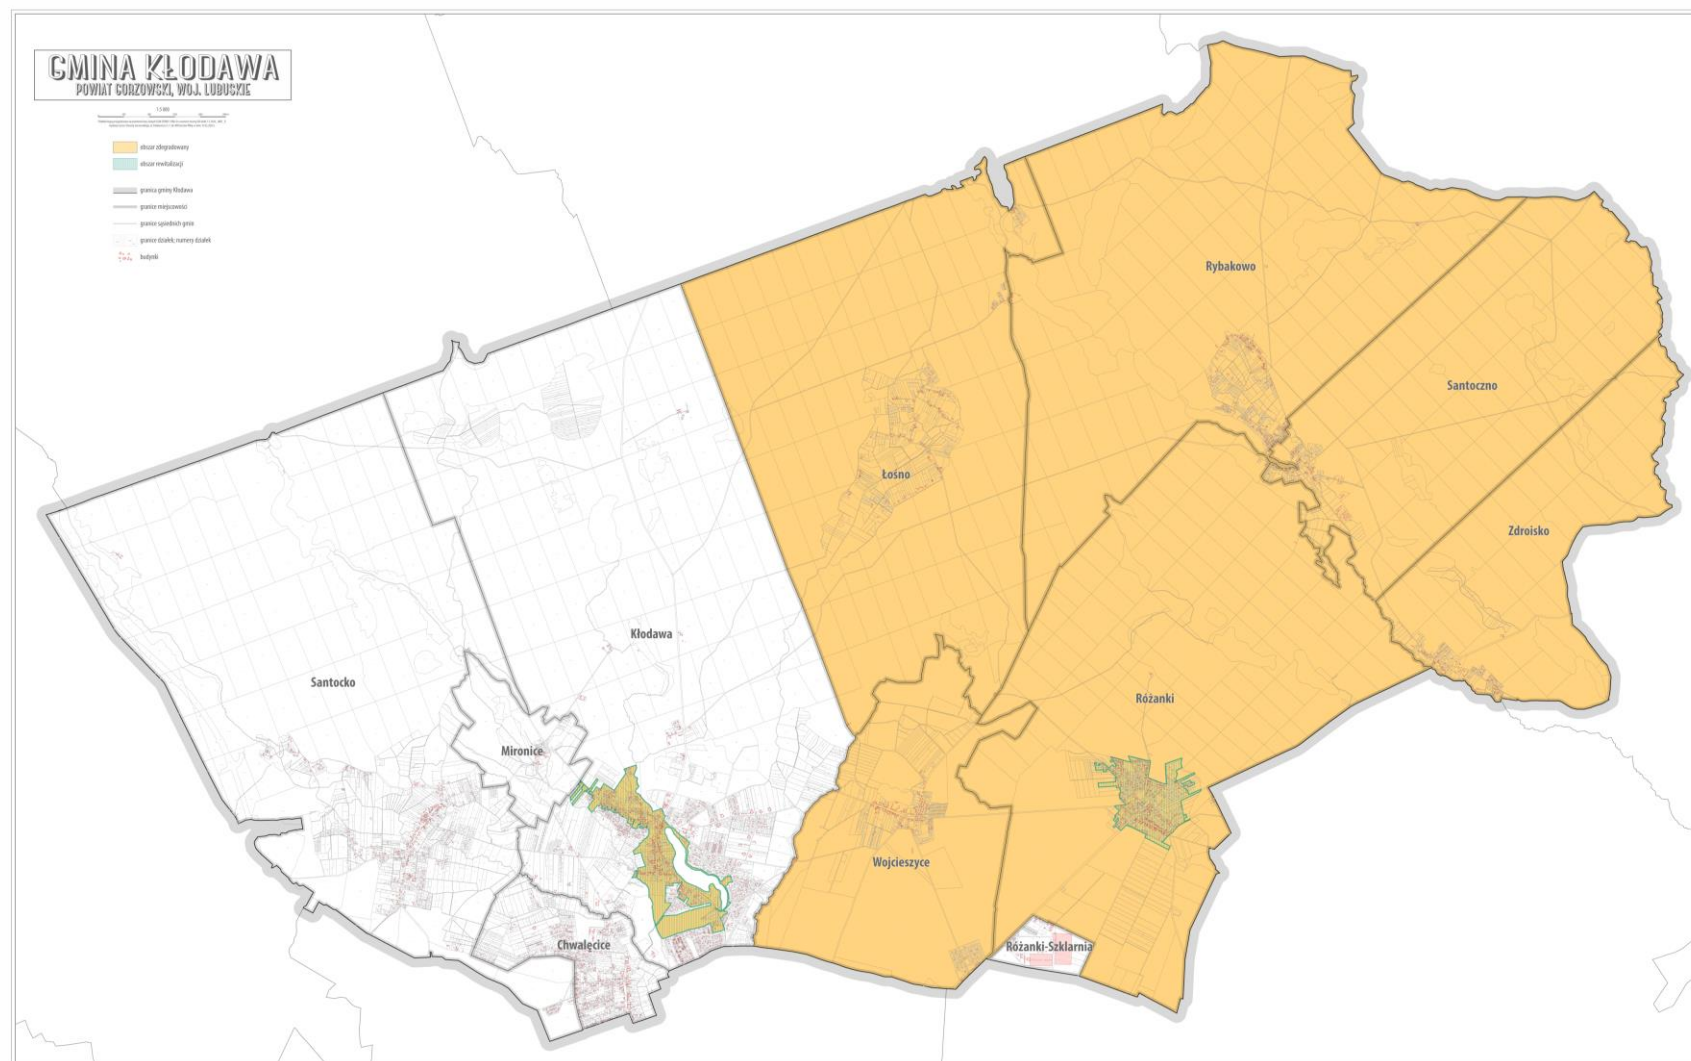 GMINA KŁODAWA
POWIAT GORZOWSKI, WOJ. LUBUSKIE
obszar zdegradowany
obszar rewitalizacji
granica gminy Kłodawa
granice miejscowości
granice sąsiednich gmin
granice działek; numery działek
budynki
Rybakowo
Santoczno
Łośno
Zdroisko
Kłodawa
Santocko
Różanki
Mironice
Wojcieszyce
Chwalęcice
Różanki-Szklarnia